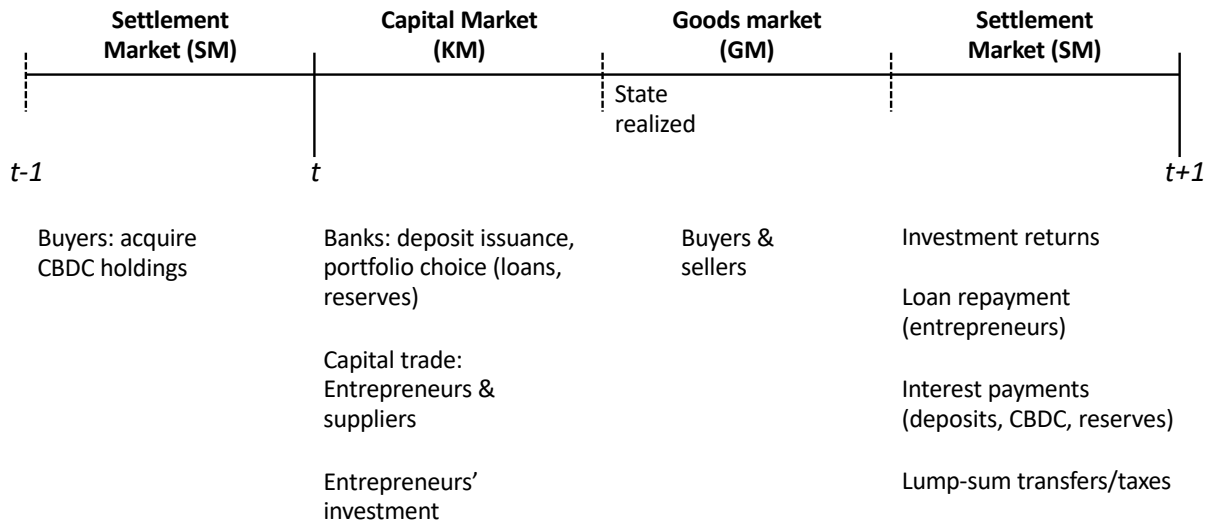 Settlement
Market (SM)
Capital Market
(KM)
Goods market
(GM)
Settlement
Market (SM)
State
realized
t-1
t
t+1
Buyers: acquire
CBDC holdings
Banks: deposit issuance,
portfolio choice (loans,
reserves)
Capital trade:
Entrepreneurs &
suppliers
Entrepreneurs’
investment
Buyers &
sellers
Investment returns
Loan repayment
(entrepreneurs)
Interest payments
(deposits, CBDC, reserves)
Lump-sum transfers/taxes